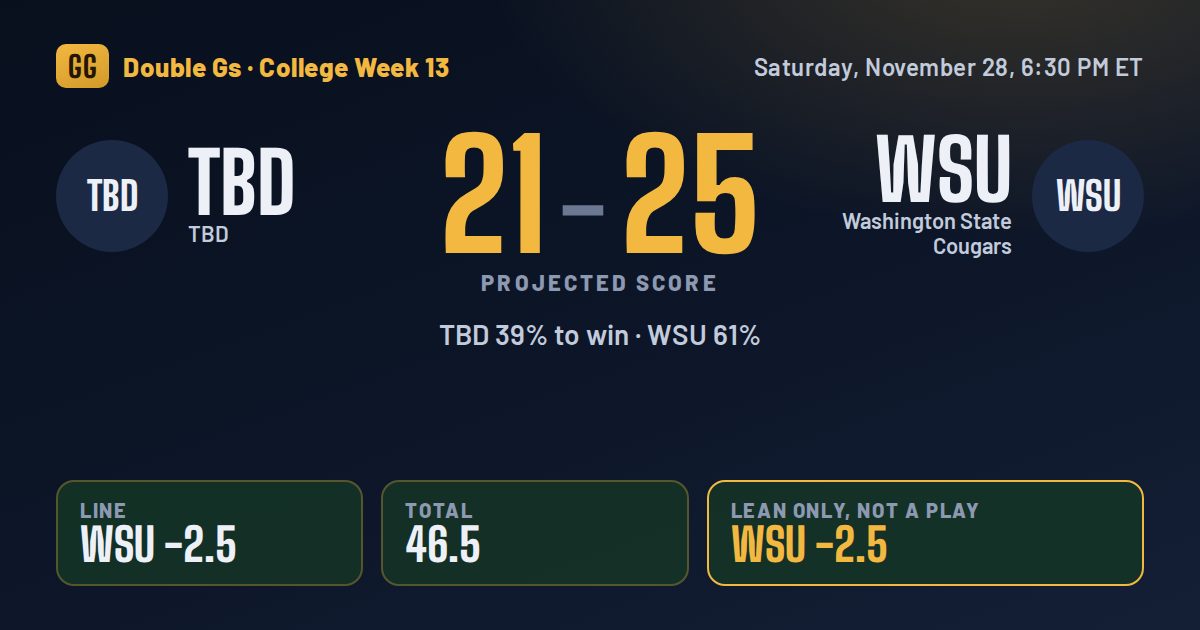 GG
Double Gs · College Week 13
Saturday, November 28, 6:30 PM ET
TBD
TBD
TBD
21 – 25
PROJECTED SCORE
TBD 39% to win · WSU 61%
WSU
Washington State
Cougars
WSU
LINE
WSU −2.5
TOTAL
46.5
LEAN ONLY, NOT A PLAY
WSU −2.5